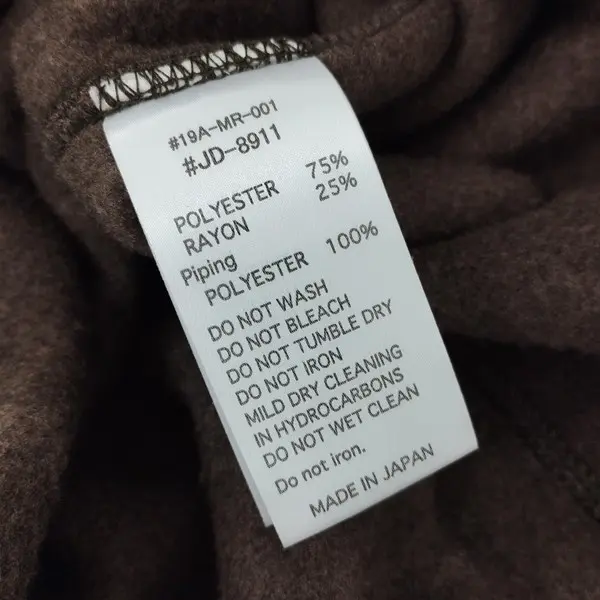 #19A-MR-001
#JD-8911
POLYESTER 75%
RAYON 25%
Piping
POLYESTER 100%
DO NOT WASH
DO NOT BLEACH
DO NOT TUMBLE DRY
DO NOT IRON
MILD DRY CLEANING
IN HYDROCARBONS
DO NOT WET CLEAN
Do not iron.
MADE IN JAPAN